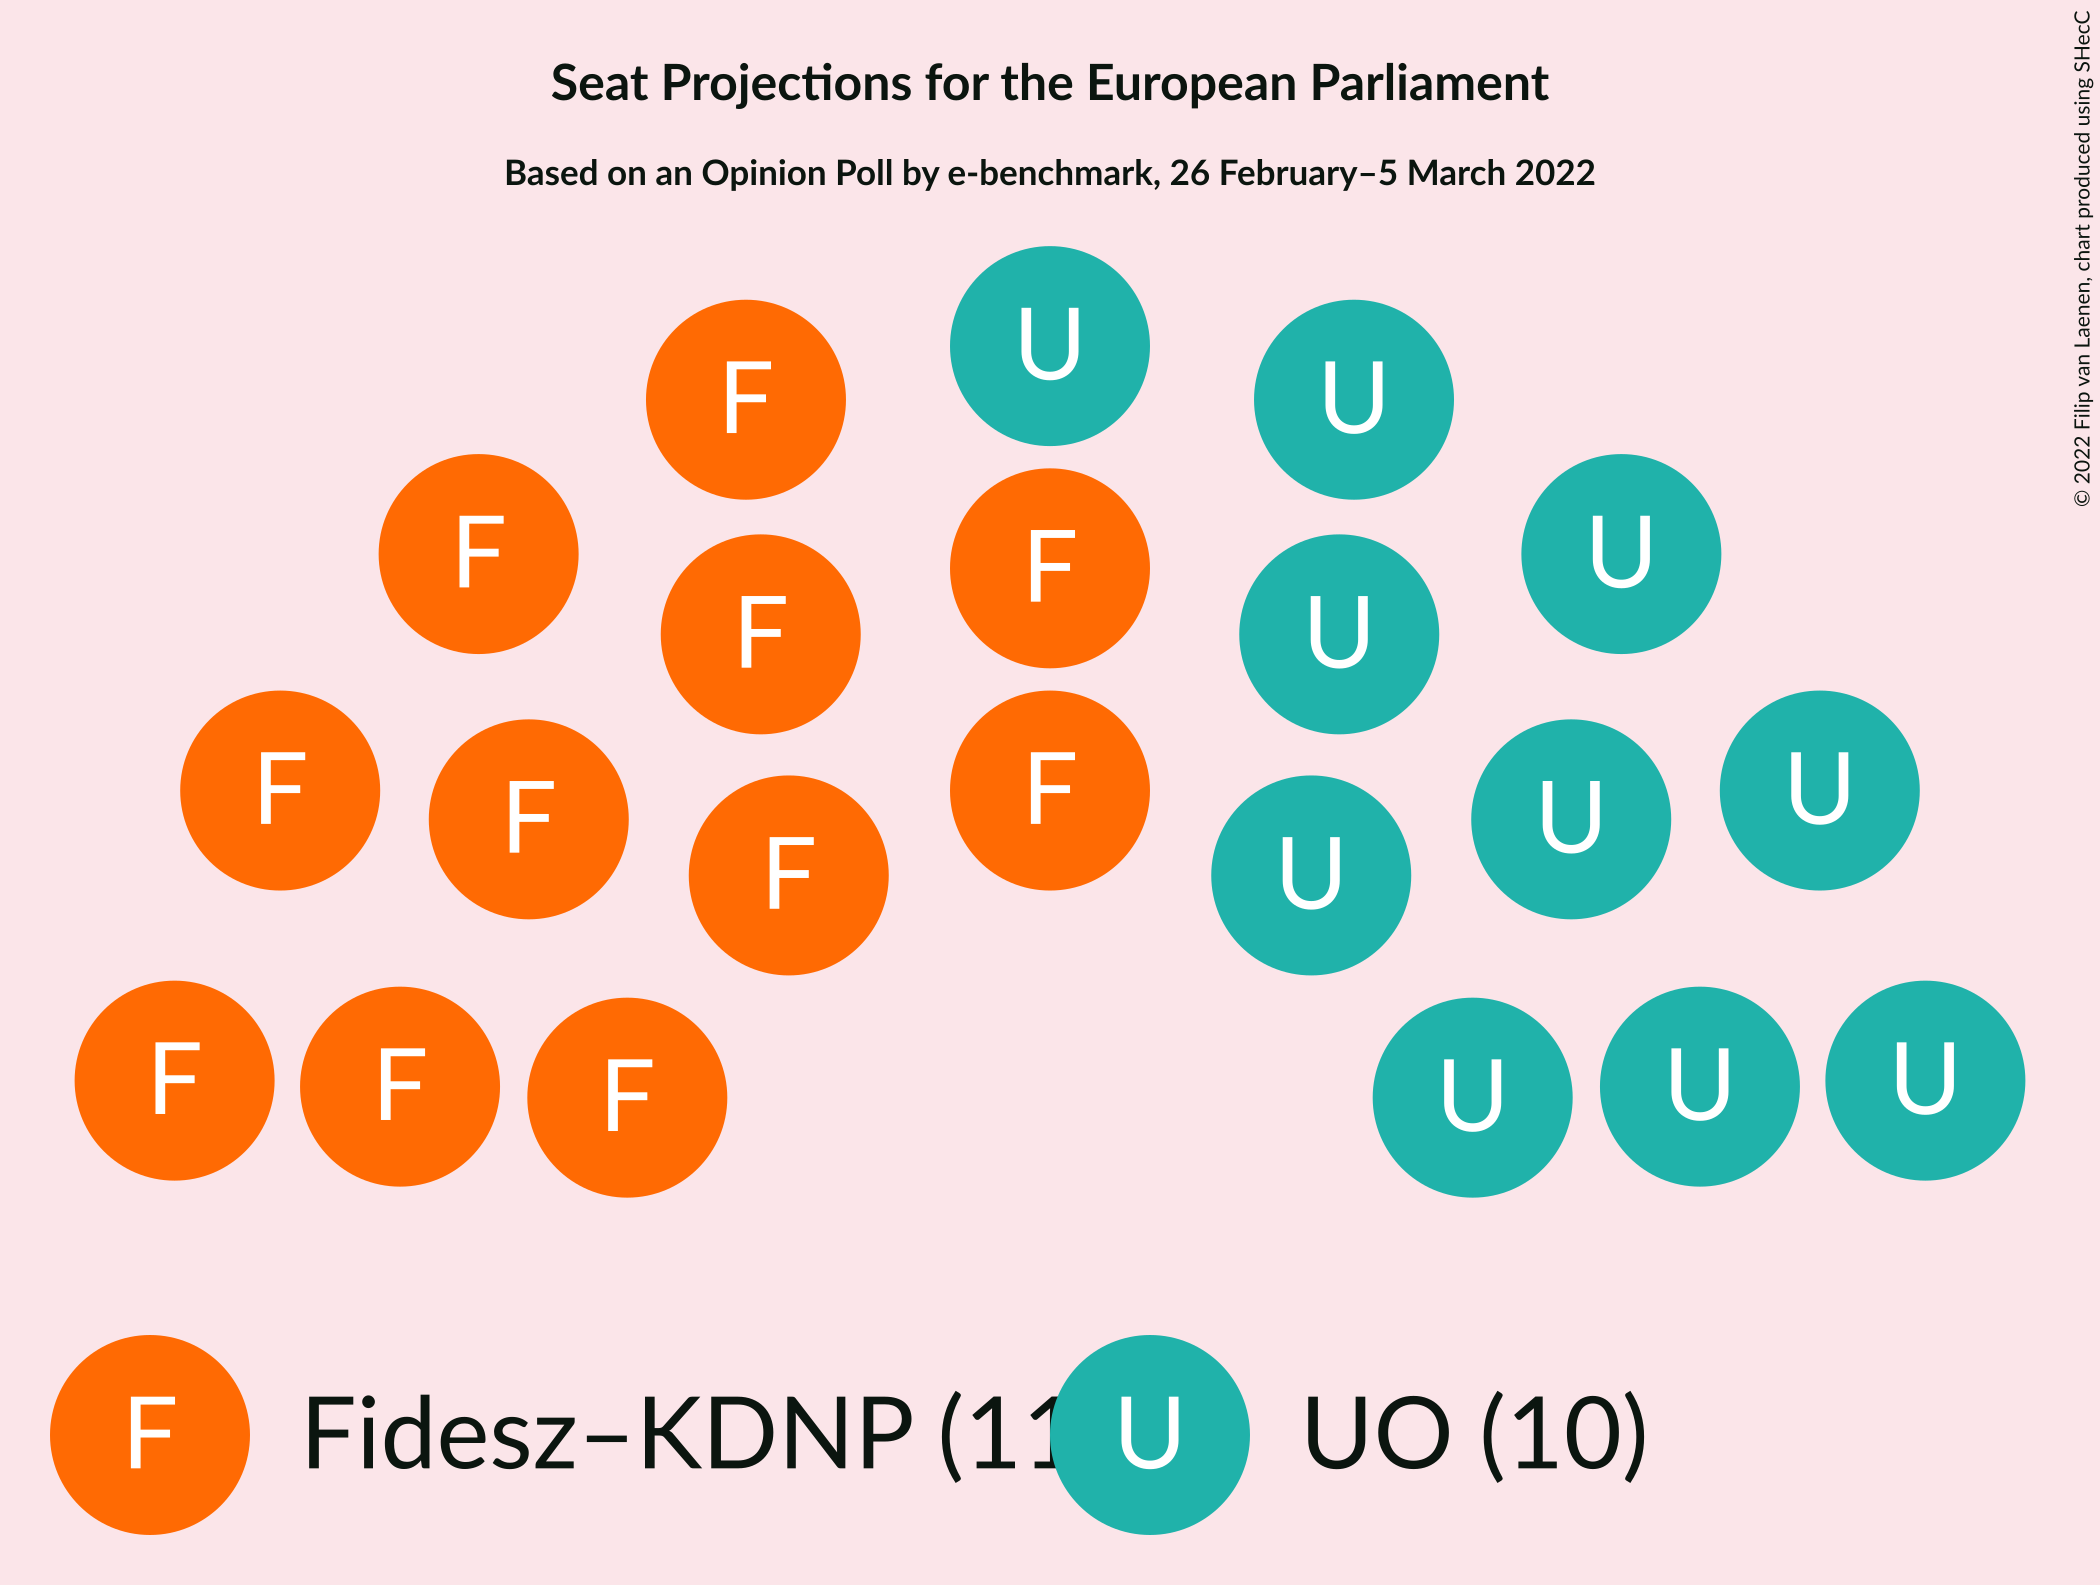 Seat Projections for the European Parliament
Based on an Opinion Poll by e-benchmark, 26 February–5 March 2022
© 2022 Filip van Laenen, chart produced using SHecC
U
F U
F U
F
F U
F U
F F U U
F U
F F F U U U
F Fidesz–KDNP (11 U UO (10)